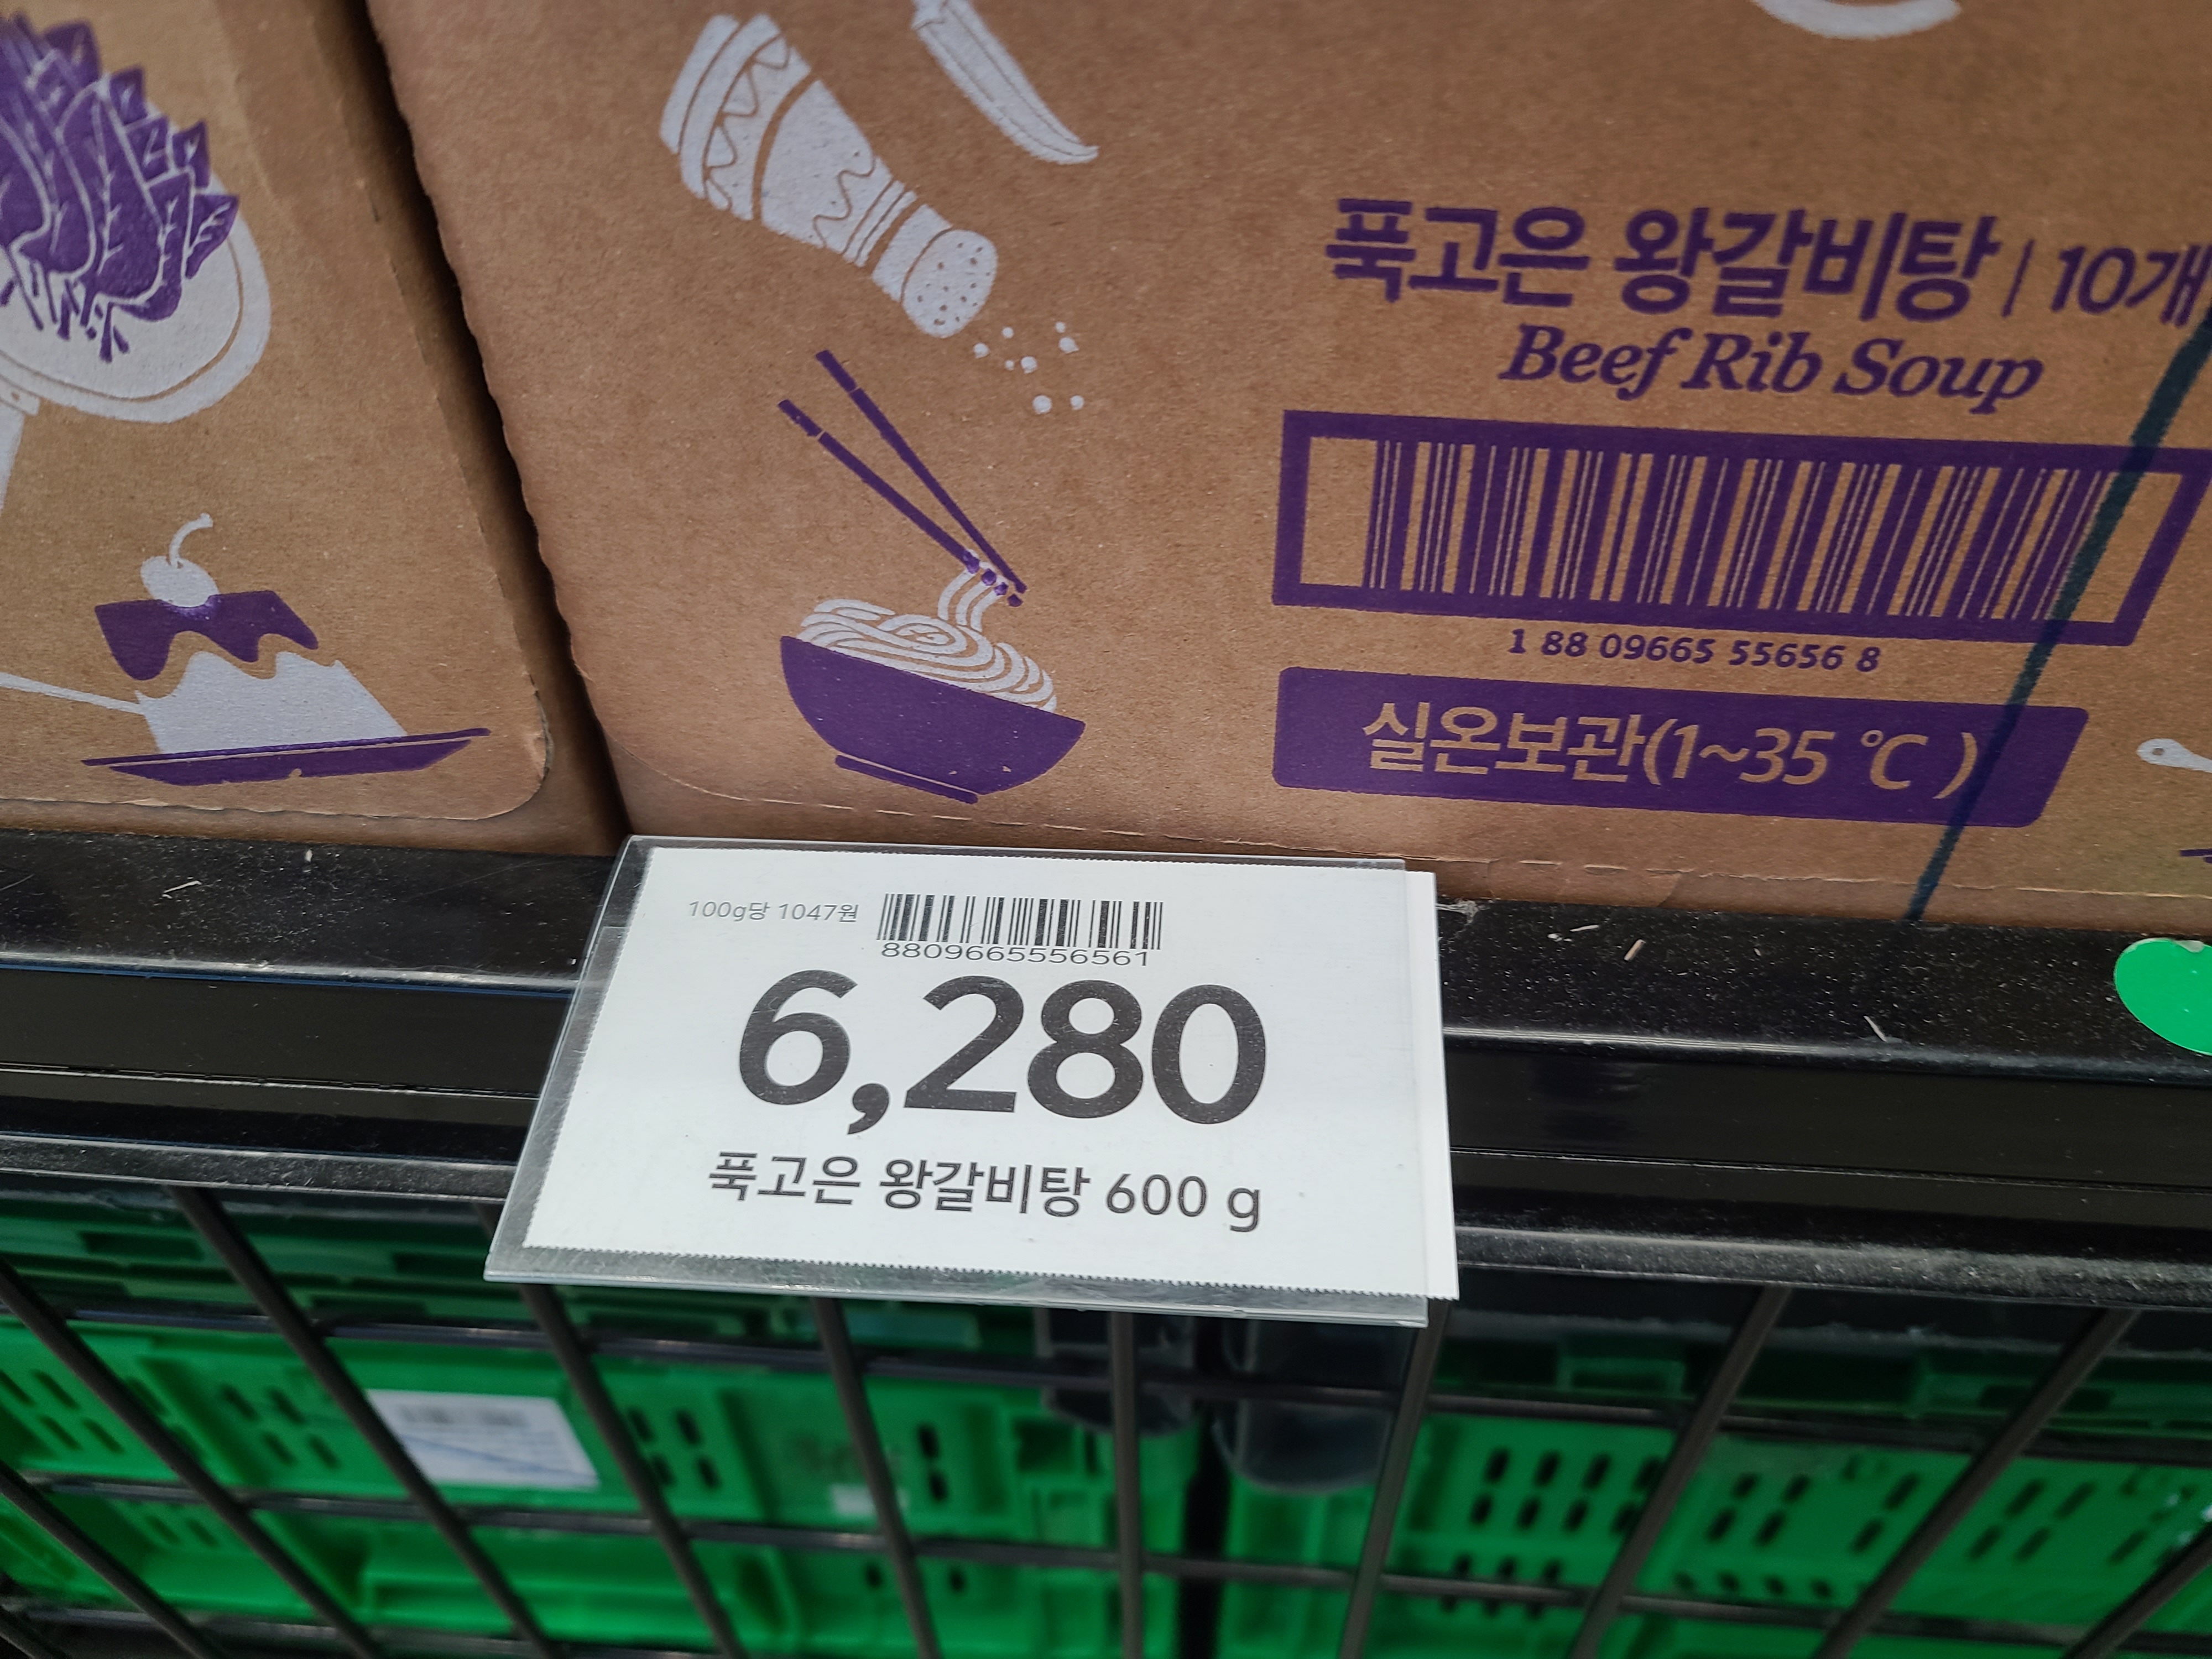 푹고은 왕갈비탕 | 10개
Beef Rib Soup
1 88 09665 55656 8
실온보관(1~35 ℃ )
100g당 1047원
8809665556561
6,280
푹고은 왕갈비탕 600 g